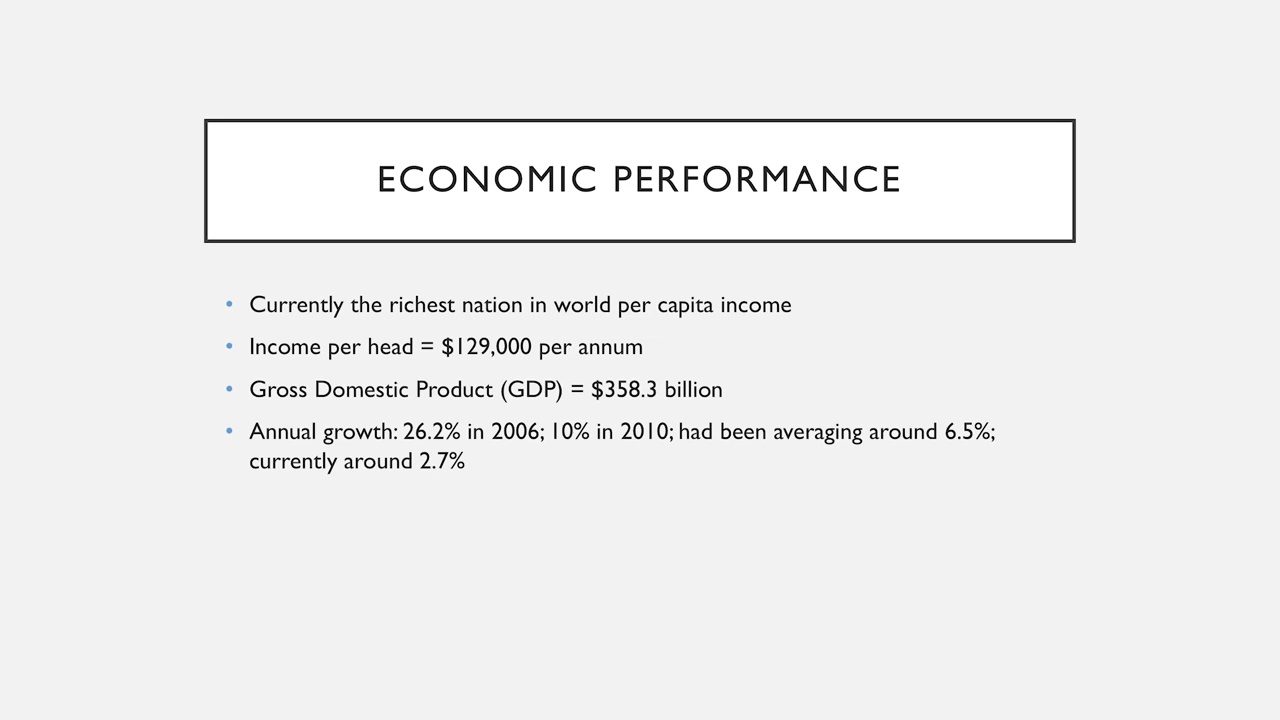 ECONOMIC PERFORMANCE
• Currently the richest nation in world per capita income
• Income per head = $129,000 per annum
• Gross Domestic Product (GDP) = $358.3 billion
• Annual growth: 26.2% in 2006; 10% in 2010; had been averaging around 6.5%;
currently around 2.7%